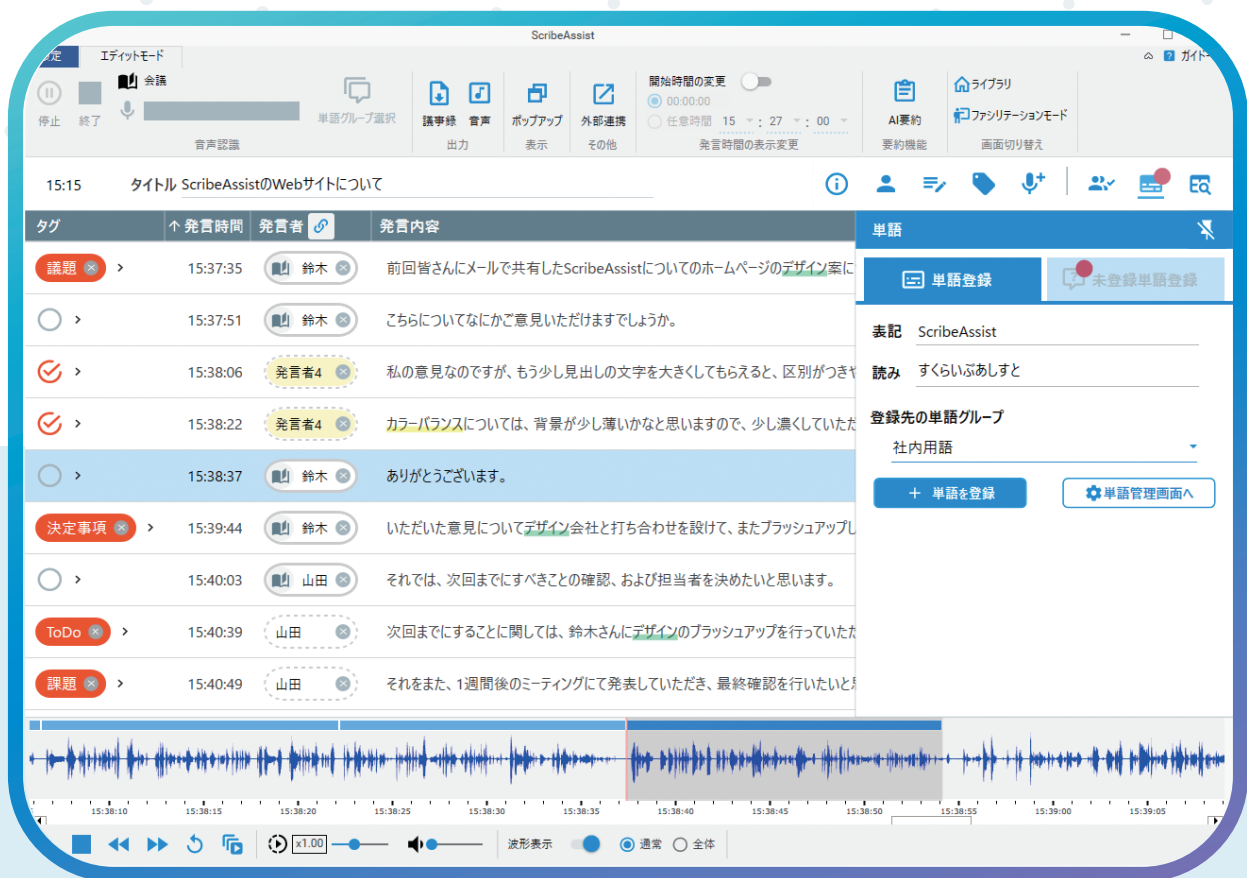 ScribeAssist
エディットモード
会議
停止 終了
単語グループ選択
音声認識
議事録 音声
出力
ポップアップ
表示
外部連携
その他
開始時間の変更
00:00:00
任意時間 15 : 27 : 00
発言時間の表示変更
AI要約
要約機能
ライブラリ
ファシリテーションモード
画面切り替え
15:15 タイトル ScribeAssistのWebサイトについて
タグ ↑発言時間 発言者 発言内容
議題 15:37:35 鈴木 前回皆さんにメールで共有したScribeAssistについてのホームページのデザイン案に
15:37:51 鈴木 こちらについてなにかご意見いただけますでしょうか。
15:38:06 発言者4 私の意見なのですが、もう少し見出しの文字を大きくしてもらえると、区別がつきや
15:38:22 発言者4 カラーバランスについては、背景が少し薄いかなと思いますので、少し濃くしていただ
15:38:37 鈴木 ありがとうございます。
決定事項 15:39:44 鈴木 いただいた意見についてデザイン会社と打ち合わせを設けて、またブラッシュアップし
15:40:03 山田 それでは、次回までにすべきことの確認、および担当者を決めたいと思います。
ToDo 15:40:39 山田 次回までにすることに関しては、鈴木さんにデザインのブラッシュアップを行っていただ
課題 15:40:49 山田 それをまた、1週間後のミーティングにて発表していただき、最終確認を行いたいと
単語
単語登録 未登録単語登録
表記 ScribeAssist
読み すくらいぶあしすと
登録先の単語グループ
社内用語
+ 単語を登録 単語管理画面へ
15:38:10 15:38:15 15:38:20 15:38:25 15:38:30 15:38:35 15:38:40 15:38:45 15:38:50 15:38:55 15:39:00 15:39:05
x1.00 波形表示 通常 全体